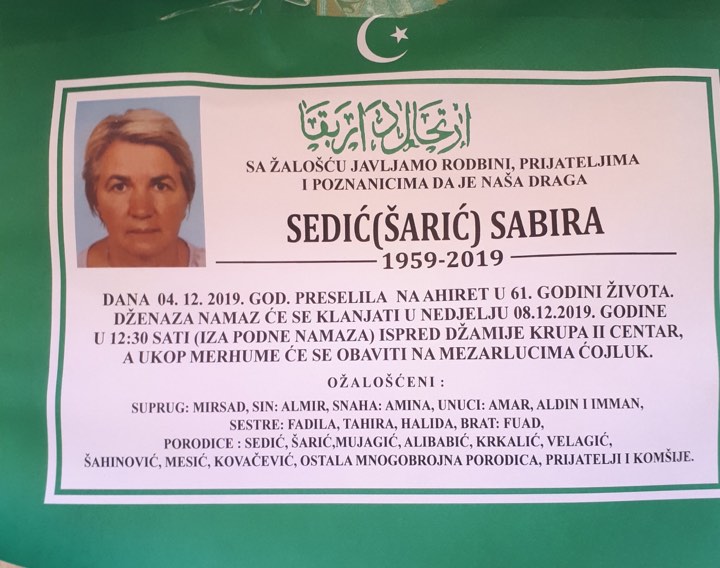 ارتحال دار بقا
SA ŽALOŠĆU JAVLJAMO RODBINI, PRIJATELJIMA
I POZNANICIMA DA JE NAŠA DRAGA
SEDIĆ(ŠARIĆ) SABIRA
1959-2019
DANA 04. 12. 2019. GOD. PRESELILA NA AHIRET U 61. GODINI ŽIVOTA.
DŽENAZA NAMAZ ĆE SE KLANJATI U NEDJELJU 08.12.2019. GODINE
U 12:30 SATI (IZA PODNE NAMAZA) ISPRED DŽAMIJE KRUPA II CENTAR,
A UKOP MERHUME ĆE SE OBAVITI NA MEZARLUCIMA ĆOJLUK.
OŽALOŠĆENI :
SUPRUG: MIRSAD, SIN: ALMIR, SNAHA: AMINA, UNUCI: AMAR, ALDIN I IMMAN,
SESTRE: FADILA, TAHIRA, HALIDA, BRAT: FUAD,
PORODICE : SEDIĆ, ŠARIĆ,MUJAGIĆ, ALIBABIĆ, KRKALIĆ, VELAGIĆ,
ŠAHINOVIĆ, MESIĆ, KOVAČEVIĆ, OSTALA MNOGOBROJNA PORODICA, PRIJATELJI I KOMŠIJE.